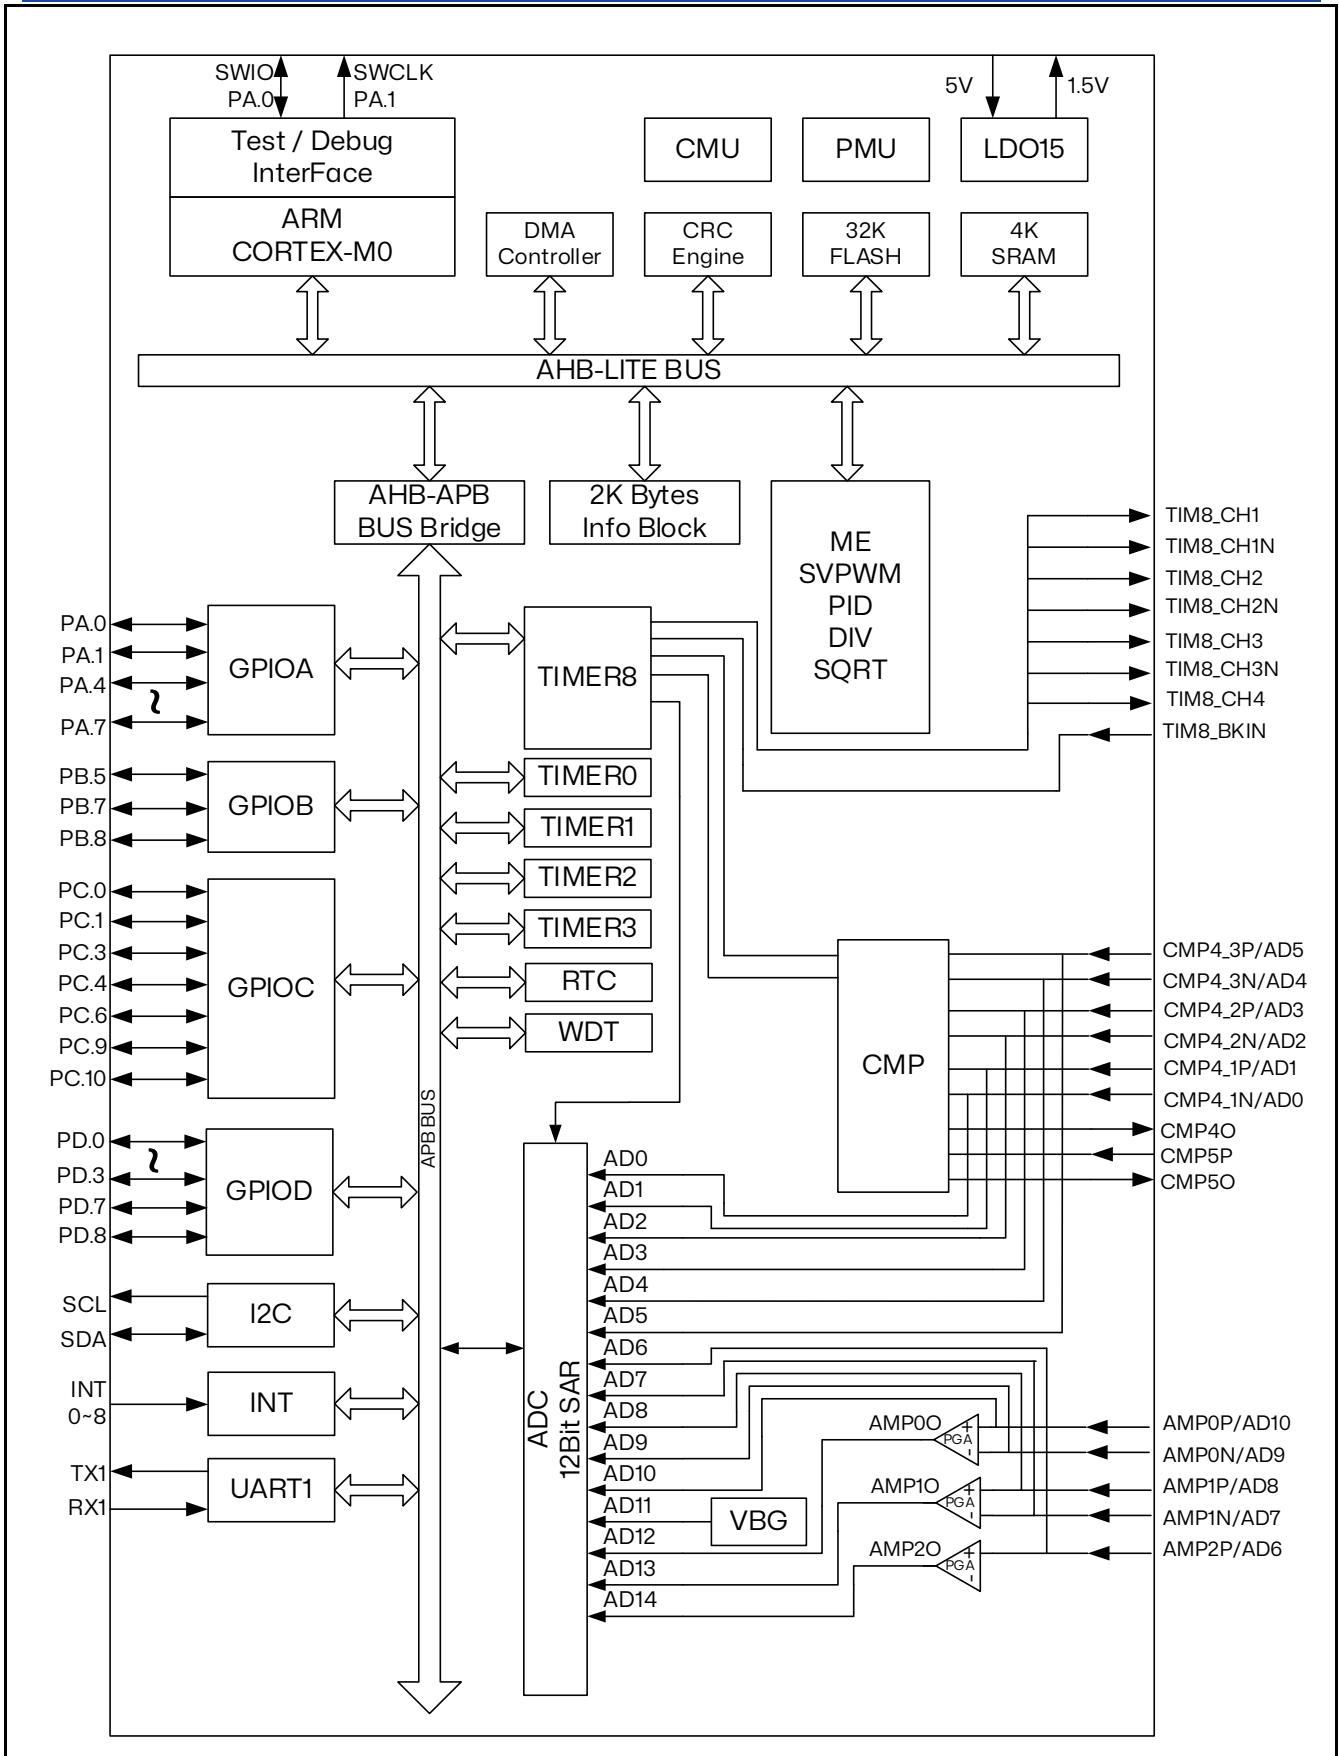 SWIO
PA.0
SWCLK
PA.1
5V
1.5V
Test / Debug
InterFace
ARM
CORTEX-M0
CMU
PMU
LDO15
DMA
Controller
CRC
Engine
32K
FLASH
4K
SRAM
AHB-LITE BUS
AHB-APB
BUS Bridge
2K Bytes
Info Block
ME
SVPWM
PID
DIV
SQRT
TIM8_CH1
TIM8_CH1N
TIM8_CH2
TIM8_CH2N
TIM8_CH3
TIM8_CH3N
TIM8_CH4
TIM8_BKIN
PA.0
PA.1
PA.4
~
PA.7
GPIOA
PB.5
PB.7
PB.8
GPIOB
PC.0
PC.1
PC.3
PC.4
PC.6
PC.9
PC.10
GPIOC
PD.0
~
PD.3
PD.7
PD.8
GPIOD
SCL
SDA
I2C
INT
0~8
INT
TX1
RX1
UART1
APB BUS
TIMER8
TIMER0
TIMER1
TIMER2
TIMER3
RTC
WDT
CMP
CMP4_3P/AD5
CMP4_3N/AD4
CMP4_2P/AD3
CMP4_2N/AD2
CMP4_1P/AD1
CMP4_1N/AD0
CMP4O
CMP5P
CMP5O
ADC
12Bit SAR
AD0
AD1
AD2
AD3
AD4
AD5
AD6
AD7
AD8
AD9
AD10
AD11
AD12
AD13
AD14
VBG
AMP0O
+
PGA
-
AMP1O
+
PGA
-
AMP2O
+
PGA
-
AMP0P/AD10
AMP0N/AD9
AMP1P/AD8
AMP1N/AD7
AMP2P/AD6